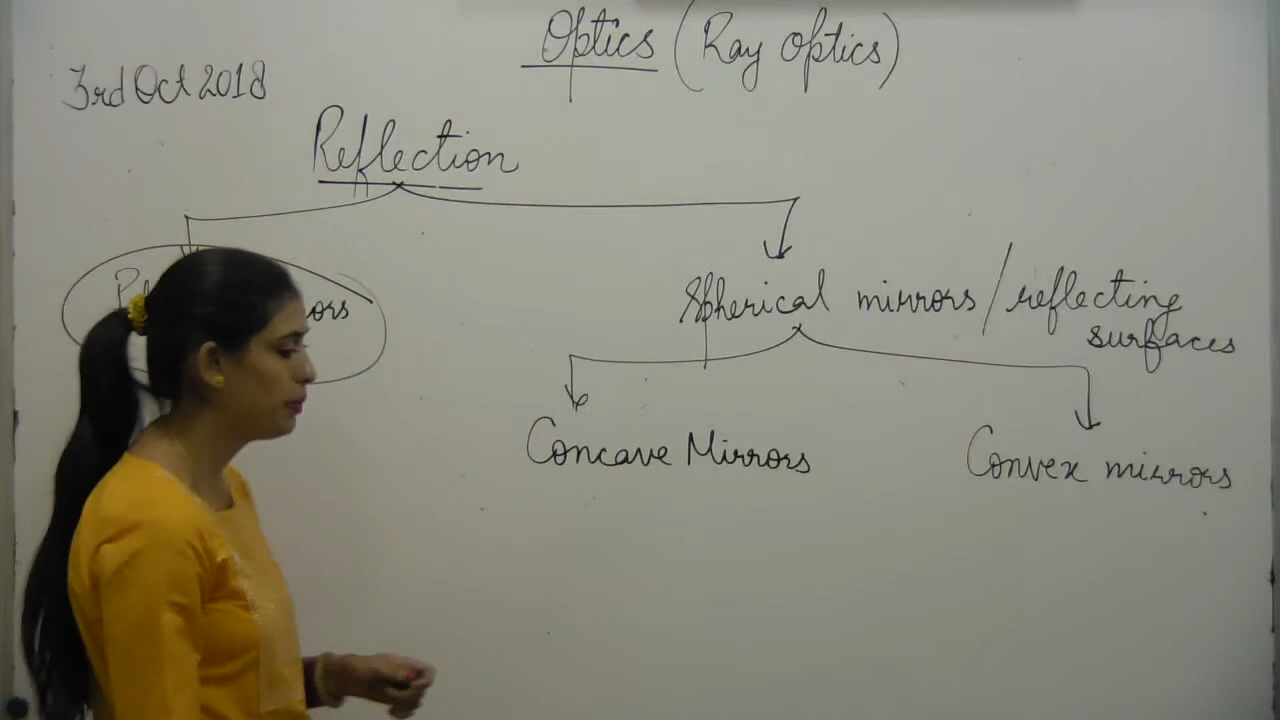 Optics (Ray Optics)
3rd Oct 2018
Reflection
Spherical mirrors / reflecting
surfaces
Concave Mirrors
Convex mirrors